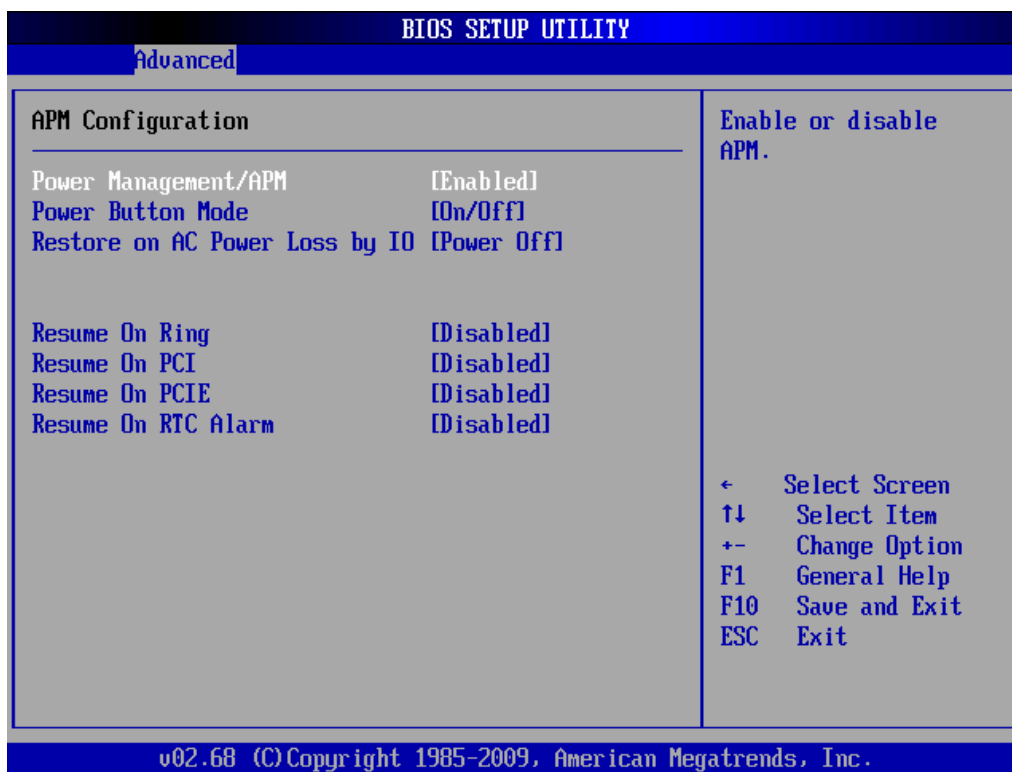 BIOS SETUP UTILITY
Advanced
APM Configuration
Power Management/APM [Enabled]
Power Button Mode [On/Off]
Restore on AC Power Loss by IO [Power Off]
Resume On Ring [Disabled]
Resume On PCI [Disabled]
Resume On PCIE [Disabled]
Resume On RTC Alarm [Disabled]
Enable or disable
APM.
← Select Screen
↑↓ Select Item
+- Change Option
F1 General Help
F10 Save and Exit
ESC Exit
v02.68 (C)Copyright 1985-2009, American Megatrends, Inc.